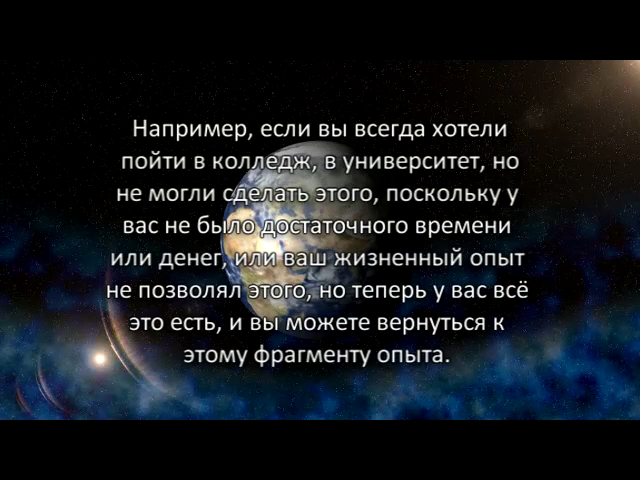 Например, если вы всегда хотели
пойти в колледж, в университет, но
не могли сделать этого, поскольку у
вас не было достаточного времени
или денег, или ваш жизненный опыт
не позволял этого, но теперь у вас всё
это есть, и вы можете вернуться к
этому фрагменту опыта.